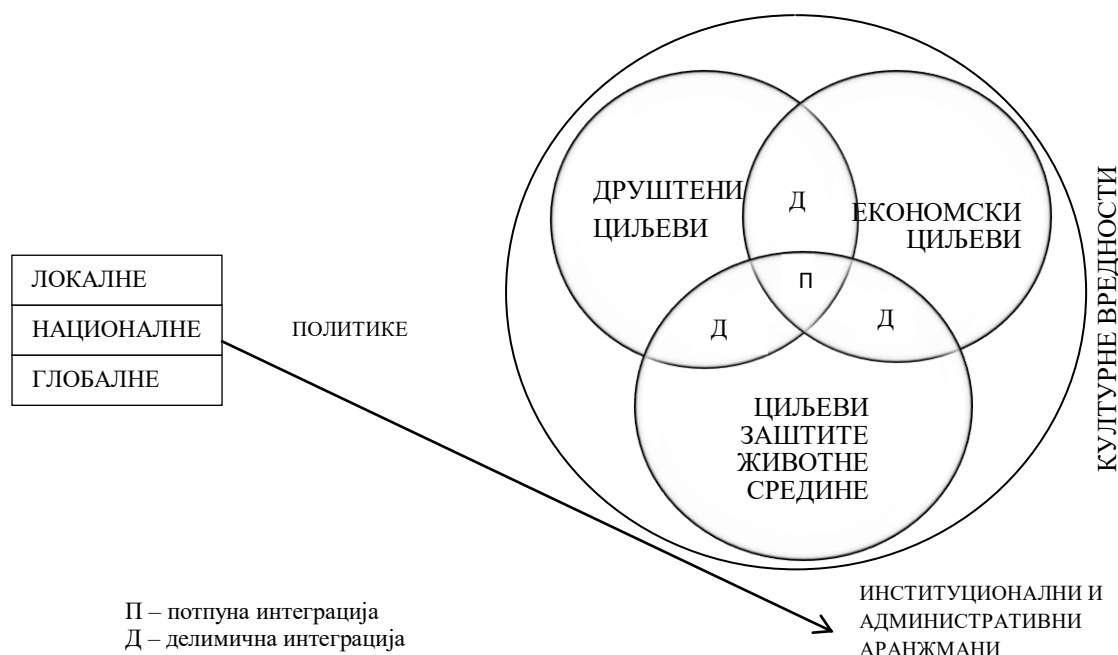 ДРУШТЕНИ
ЦИЉЕВИ
Д
ЕКОНОМСКИ
ЦИЉЕВИ
П
Д
Д
ЦИЉЕВИ
ЗАШТИТЕ
ЖИВОТНЕ
СРЕДИНЕ
КУЛТУРНЕ ВРЕДНОСТИ
ЛОКАЛНЕ
НАЦИОНАЛНЕ
ГЛОБАЛНЕ
ПОЛИТИКЕ
ИНСТИТУЦИОНАЛНИ И
АДМИНИСТРАТИВНИ
АРАНЖМАНИ
П – потпуна интеграција
Д – делимична интеграција